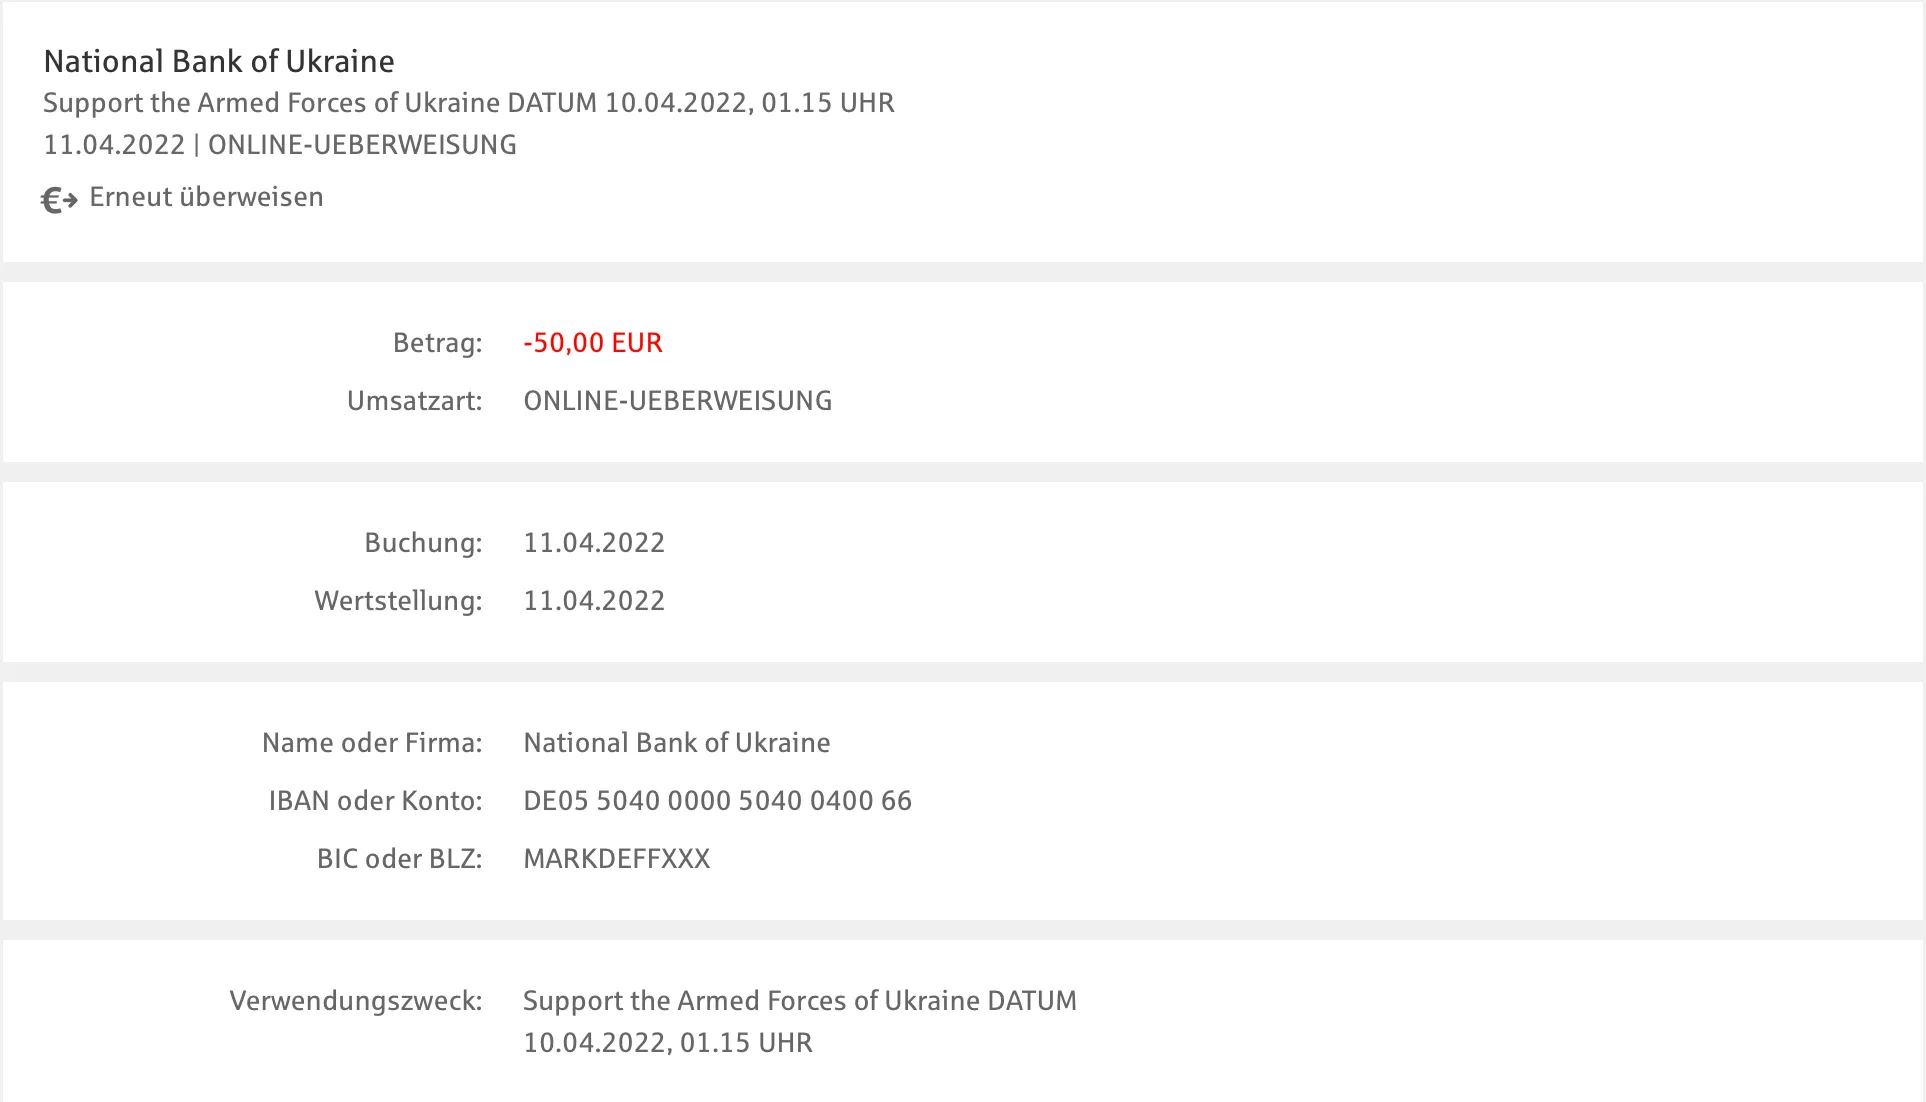 National Bank of Ukraine
Support the Armed Forces of Ukraine DATUM 10.04.2022, 01.15 UHR
11.04.2022 | ONLINE-UEBERWEISUNG
€→ Erneut überweisen
Betrag: -50,00 EUR
Umsatzart: ONLINE-UEBERWEISUNG
Buchung: 11.04.2022
Wertstellung: 11.04.2022
Name oder Firma: National Bank of Ukraine
IBAN oder Konto: DE05 5040 0000 5040 0400 66
BIC oder BLZ: MARKDEFFXXX
Verwendungszweck: Support the Armed Forces of Ukraine DATUM
10.04.2022, 01.15 UHR